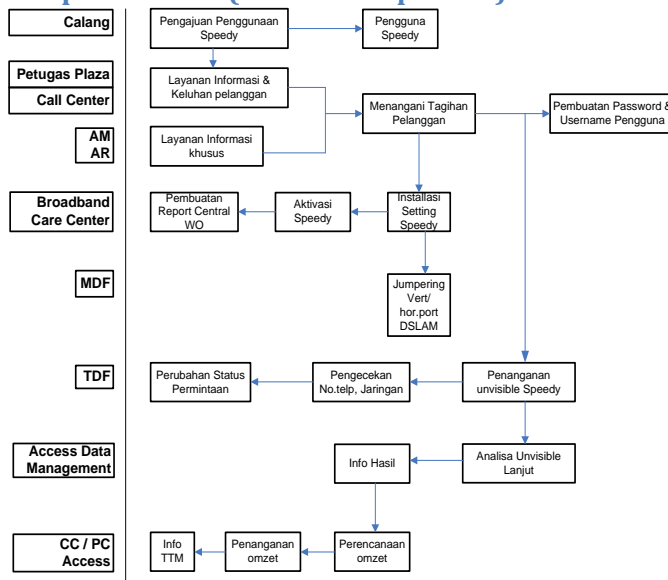 Calang
Pengajuan Penggunaan
Speedy
Pengguna
Speedy
Petugas Plaza
Call Center
Layanan Informasi &
Keluhan pelanggan
Menangani Tagihan
Pelanggan
Pembuatan Password &
Username Pengguna
AM
AR
Layanan Informasi
khusus
Broadband
Care Center
Pembuatan
Report Central
WO
Aktivasi
Speedy
Installasi
Setting
Speedy
MDF
Jumpering
Vert/
hor.port
DSLAM
TDF
Perubahan Status
Permintaan
Pengecekan
No.telp, Jaringan
Penanganan
unvisible Speedy
Access Data
Management
Info Hasil
Analisa Unvisible
Lanjut
CC / PC
Access
Info
TTM
Penanganan
omzet
Perencanaan
omzet